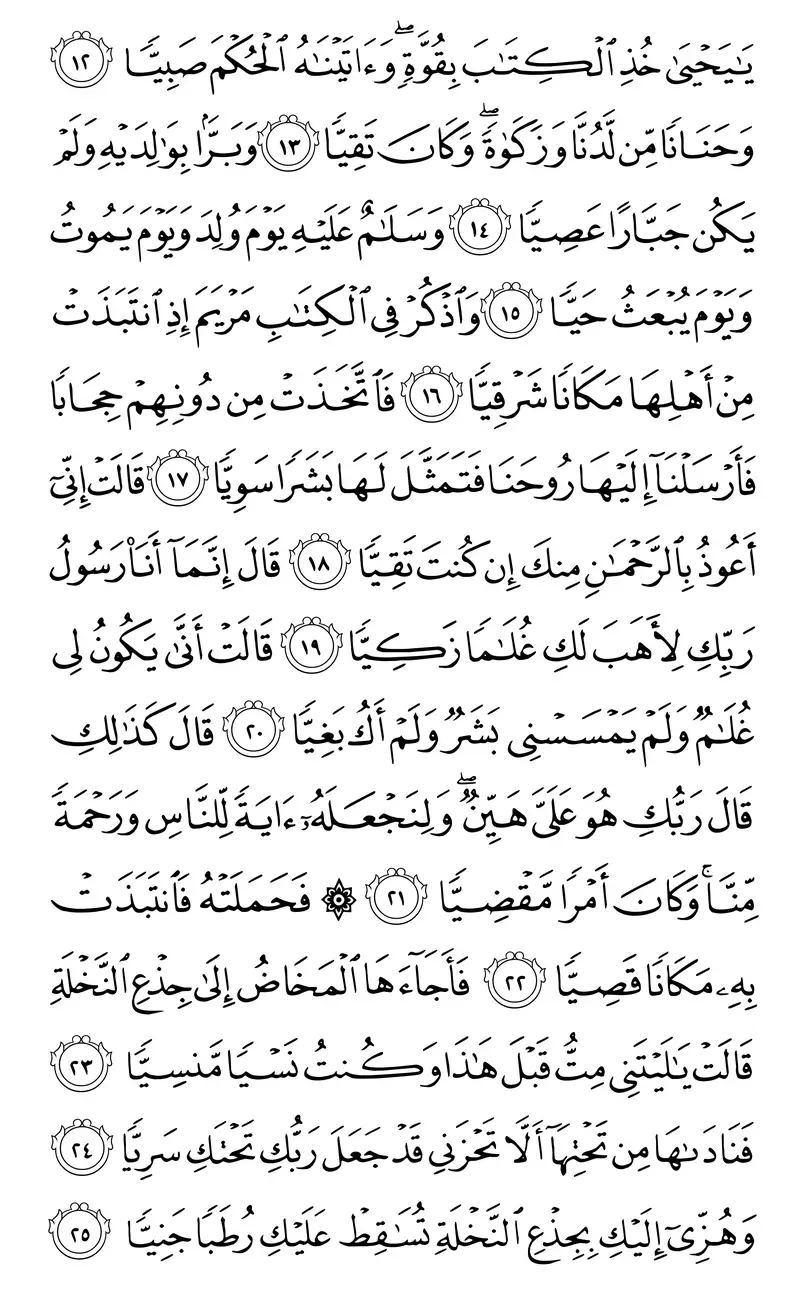 يَٰيَحْيَىٰ خُذِ ٱلْكِتَٰبَ بِقُوَّةٍۖ وَءَاتَيْنَٰهُ ٱلْحُكْمَ صَبِيًّا ١٢
وَحَنَانًا مِّن لَّدُنَّا وَزَكَوٰةًۖ وَكَانَ تَقِيًّا ١٣ وَبَرًّۢا بِوَٰلِدَيْهِ وَلَمْ
يَكُن جَبَّارًا عَصِيًّا ١٤ وَسَلَٰمٌ عَلَيْهِ يَوْمَ وُلِدَ وَيَوْمَ يَمُوتُ
وَيَوْمَ يُبْعَثُ حَيًّا ١٥ وَٱذْكُرْ فِى ٱلْكِتَٰبِ مَرْيَمَ إِذِ ٱنتَبَذَتْ
مِنْ أَهْلِهَا مَكَانًا شَرْقِيًّا ١٦ فَٱتَّخَذَتْ مِن دُونِهِمْ حِجَابًا
فَأَرْسَلْنَآ إِلَيْهَا رُوحَنَا فَتَمَثَّلَ لَهَا بَشَرًا سَوِيًّا ١٧ قَالَتْ إِنِّىٓ
أَعُوذُ بِٱلرَّحْمَٰنِ مِنكَ إِن كُنتَ تَقِيًّا ١٨ قَالَ إِنَّمَآ أَنَا۠ رَسُولُ
رَبِّكِ لِأَهَبَ لَكِ غُلَٰمًا زَكِيًّا ١٩ قَالَتْ أَنَّىٰ يَكُونُ لِى
غُلَٰمٌ وَلَمْ يَمْسَسْنِى بَشَرٌ وَلَمْ أَكُ بَغِيًّا ٢٠ قَالَ كَذَٰلِكِ
قَالَ رَبُّكِ هُوَ عَلَىَّ هَيِّنٌۖ وَلِنَجْعَلَهُۥٓ ءَايَةً لِّلنَّاسِ وَرَحْمَةً
مِّنَّاۚ وَكَانَ أَمْرًا مَّقْضِيًّا ٢١ ۞ فَحَمَلَتْهُ فَٱنتَبَذَتْ
بِهِۦ مَكَانًا قَصِيًّا ٢٢ فَأَجَآءَهَا ٱلْمَخَاضُ إِلَىٰ جِذْعِ ٱلنَّخْلَةِ
قَالَتْ يَٰلَيْتَنِى مِتُّ قَبْلَ هَٰذَا وَكُنتُ نَسْيًا مَّنسِيًّا ٢٣
فَنَادَىٰهَا مِن تَحْتِهَآ أَلَّا تَحْزَنِى قَدْ جَعَلَ رَبُّكِ تَحْتَكِ سَرِيًّا ٢٤
وَهُزِّىٓ إِلَيْكِ بِجِذْعِ ٱلنَّخْلَةِ تُسَٰقِطْ عَلَيْكِ رُطَبًا جَنِيًّا ٢٥